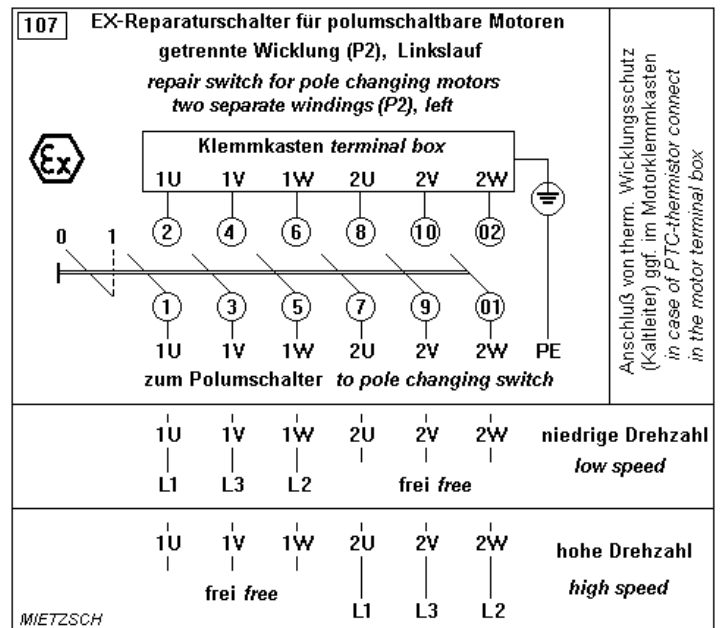 107 EX-Reparaturschalter für polumschaltbare Motoren
getrennte Wicklung (P2), Linkslauf
repair switch for pole changing motors
two separate windings (P2), left
Ex
Klemmkasten terminal box
1U 1V 1W 2U 2V 2W
0 1 2 4 6 8 10 02
1 3 5 7 9 01
1U 1V 1W 2U 2V 2W PE
zum Polumschalter to pole changing switch
Anschluß von therm. Wicklungsschutz
(Kaltleiter) ggf. im Motorklemmkasten
in case of PTC-thermistor connect
in the motor terminal box
1U 1V 1W 2U 2V 2W niedrige Drehzahl
low speed
L1 L3 L2 frei free
1U 1V 1W 2U 2V 2W hohe Drehzahl
frei free high speed
L1 L3 L2
MIETZSCH